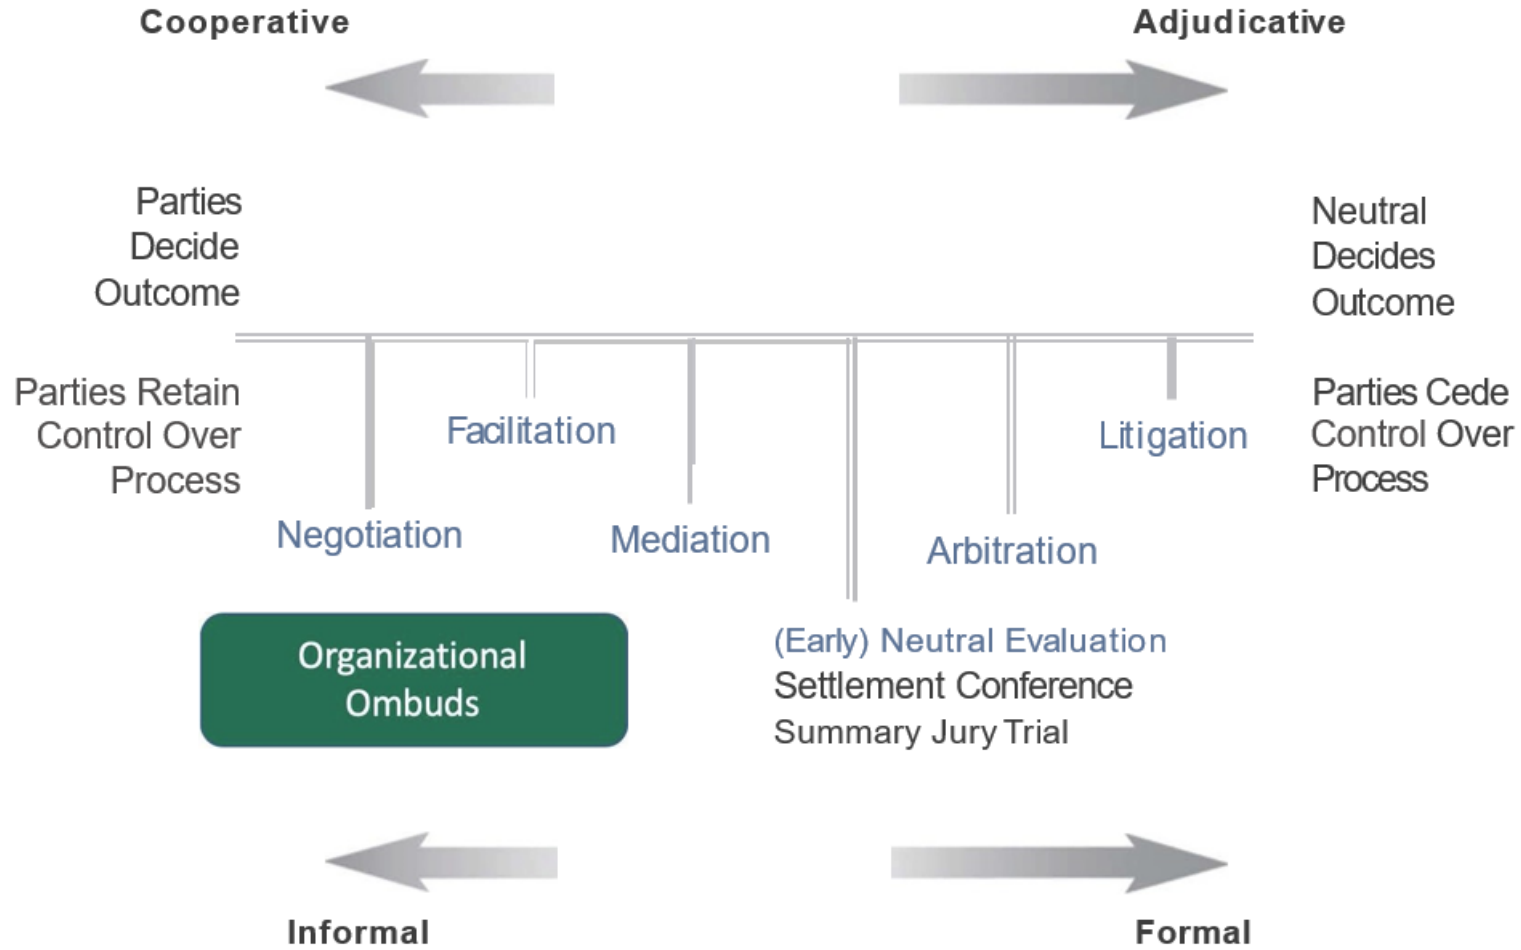 Cooperative
Adjudicative
Parties
Decide
Outcome
Neutral
Decides
Outcome
Parties Retain
Control Over
Process
Parties Cede
Control Over
Process
Facilitation
Litigation
Negotiation
Mediation
Arbitration
Organizational
Ombuds
(Early) Neutral Evaluation
Settlement Conference
Summary Jury Trial
Informal
Formal